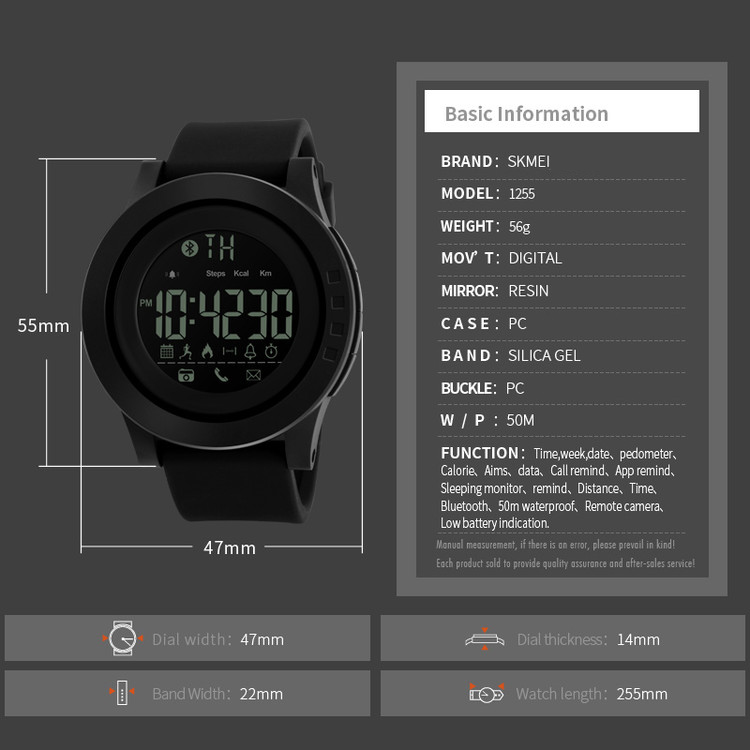 Basic Information
BRAND: SKMEI
MODEL: 1255
WEIGHT: 56g
MOV' T: DIGITAL
MIRROR: RESIN
CASE: PC
BAND: SILICA GEL
BUCKLE: PC
W / P : 50M
FUNCTION: Time,week,date、pedometer、
Calorie、Aims、data、Call remind、App remind、
Sleeping monitor、remind、Distance、Time、
Bluetooth、50m waterproof、Remote camera、
Low battery indication.
Manual measurement, if there is an error, please prevail in kind!
Each product sold to provide quality assurance and after-sales service!
TH
Steps Kcal Km
PM 10:4230
55mm
47mm
Dial width: 47mm
Dial thickness: 14mm
Band Width: 22mm
Watch length: 255mm